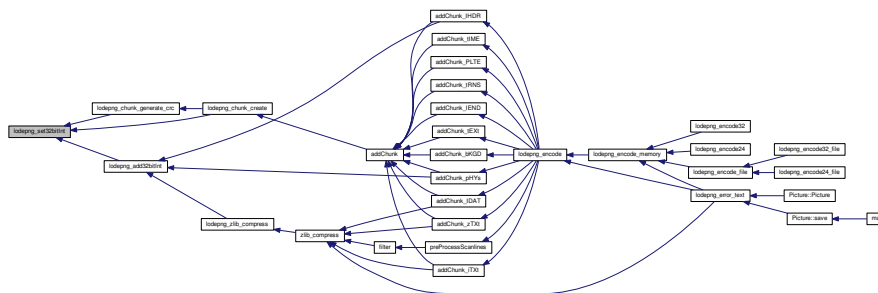 lodepng_set32bitInt
lodepng_chunk_generate_crc
lodepng_add32bitInt
lodepng_chunk_create
lodepng_zlib_compress
zlib_compress
addChunk
filter
addChunk_IHDR
addChunk_tIME
addChunk_PLTE
addChunk_tRNS
addChunk_IEND
addChunk_tEXt
addChunk_bKGD
addChunk_pHYs
addChunk_IDAT
addChunk_zTXt
preProcessScanlines
addChunk_iTXt
lodepng_encode
lodepng_encode_memory
lodepng_encode32
lodepng_encode24
lodepng_encode_file
lodepng_error_text
lodepng_encode32_file
lodepng_encode24_file
Picture::Picture
Picture::save